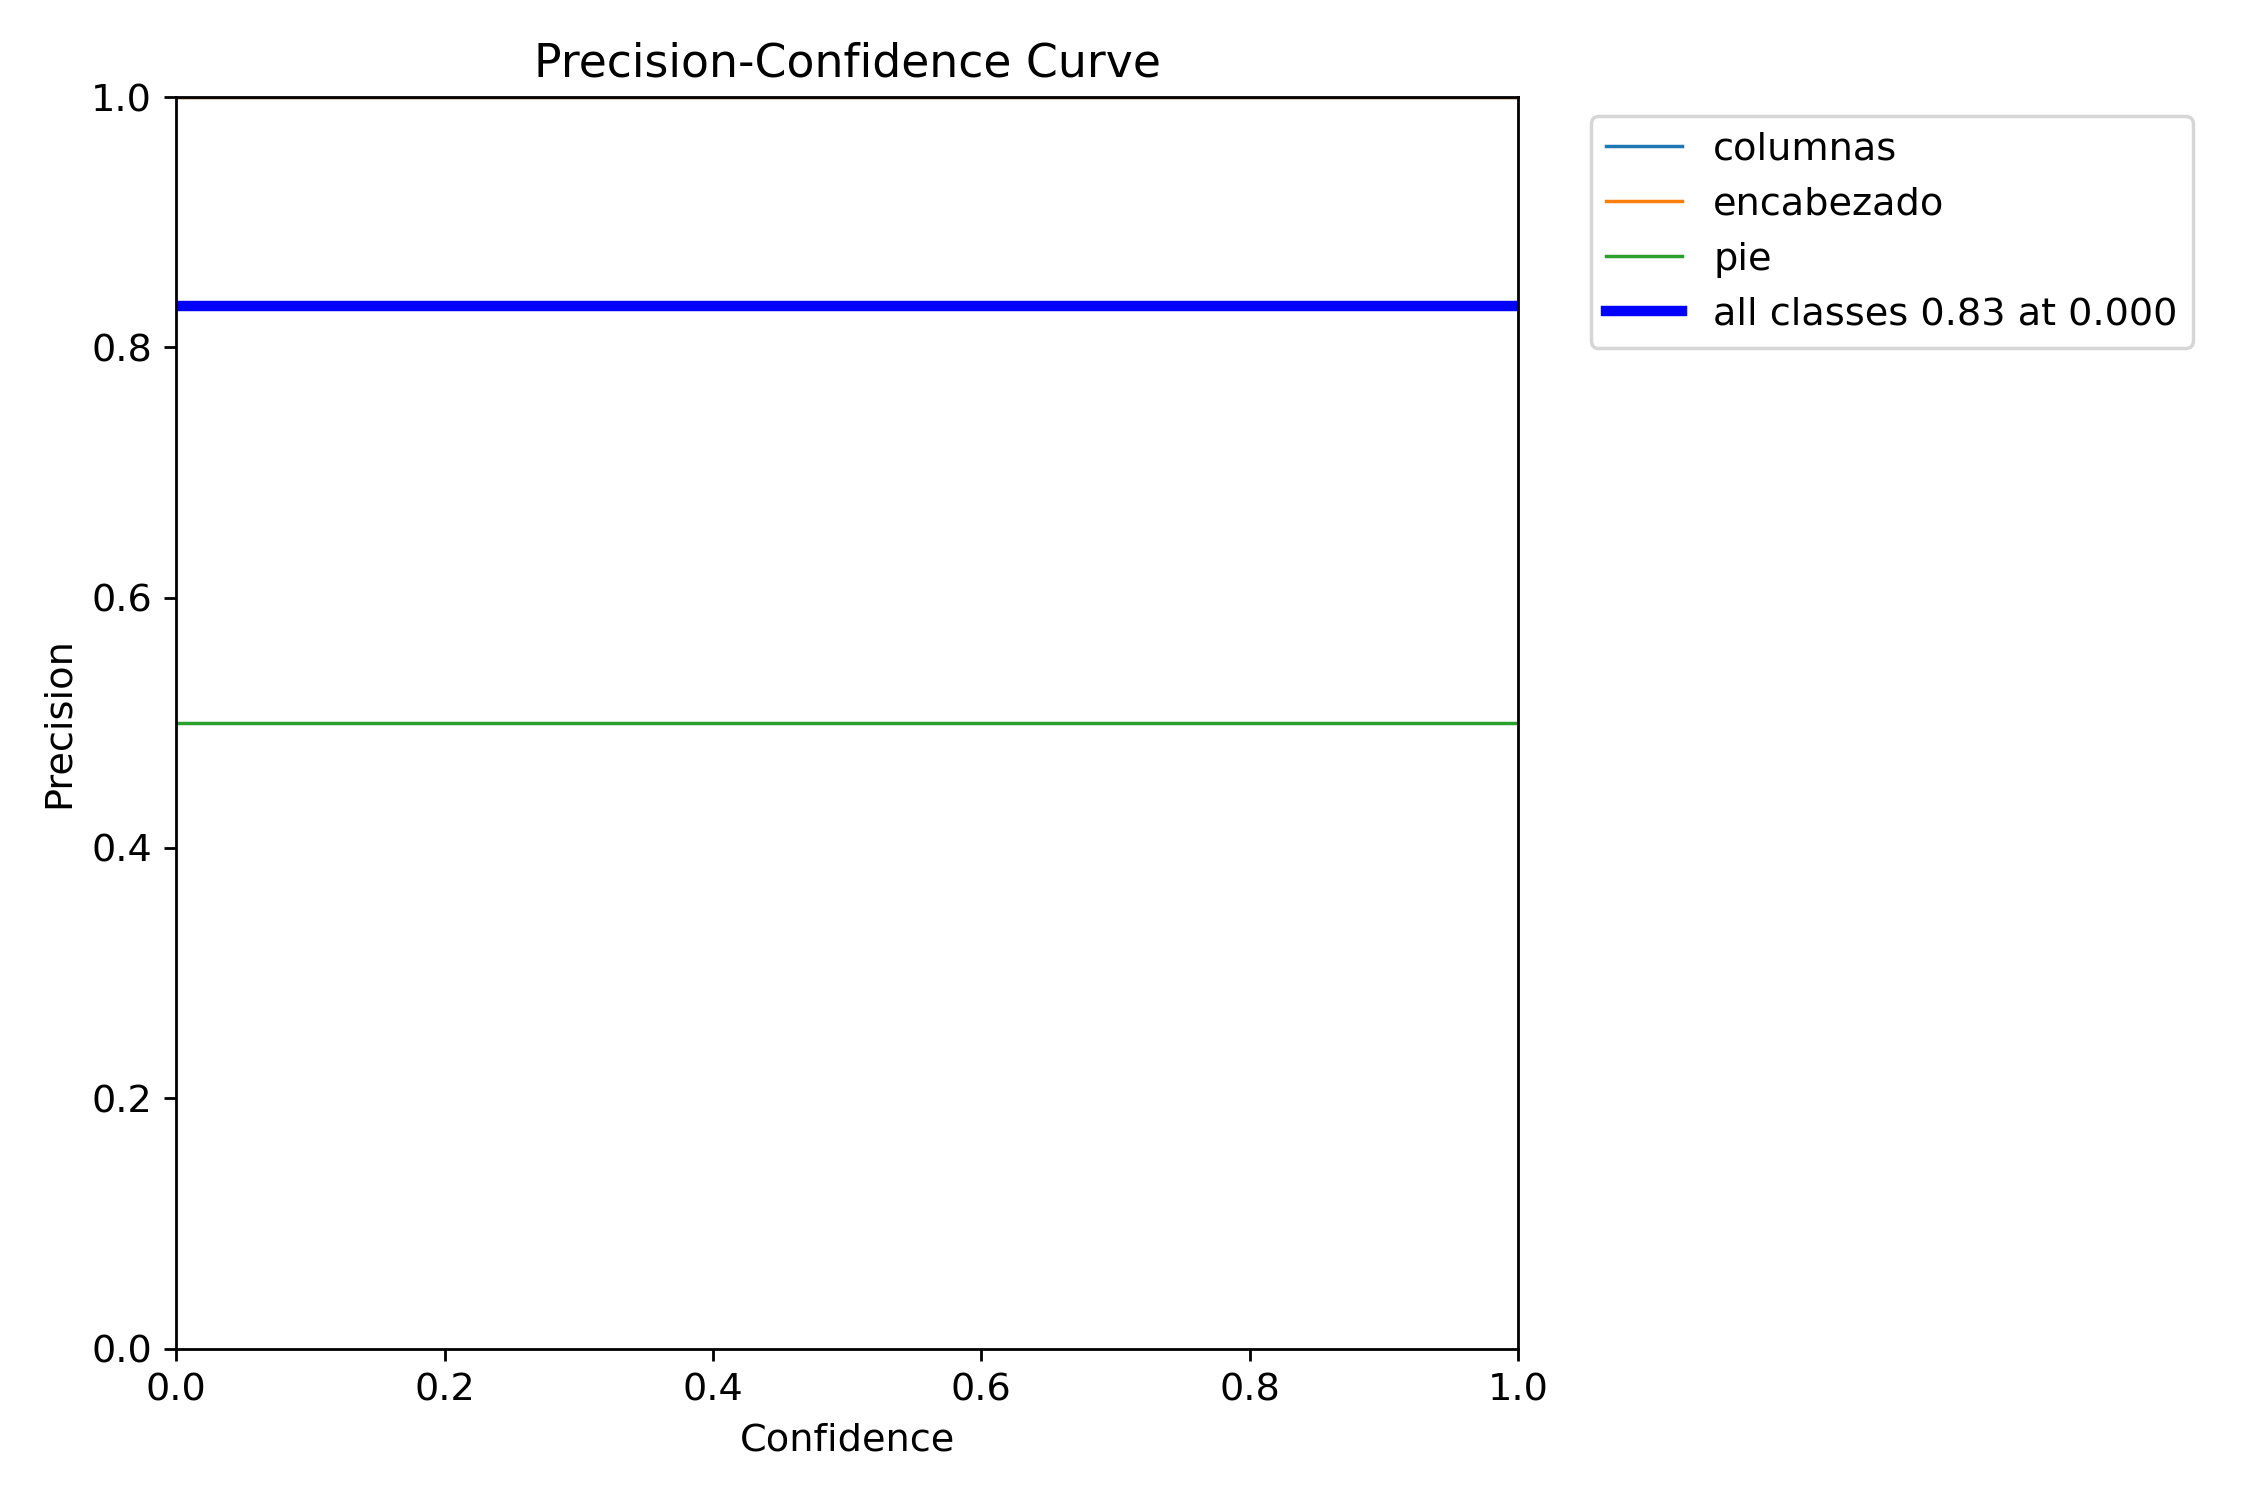 Precision-Confidence Curve
1.0
0.8
0.6
0.4
0.2
0.0
Precision
0.0 0.2 0.4 0.6 0.8 1.0
Confidence
columnas
encabezado
pie
all classes 0.83 at 0.000